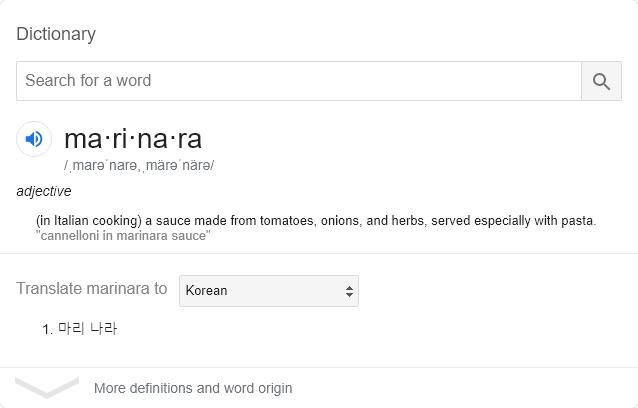 Dictionary
Search for a word
ma·ri·na·ra
/ˌmarəˈnarə,ˌmärəˈnärə/
adjective
(in Italian cooking) a sauce made from tomatoes, onions, and herbs, served especially with pasta.
"cannelloni in marinara sauce"
Translate marinara to Korean
1. 마리 나라
More definitions and word origin